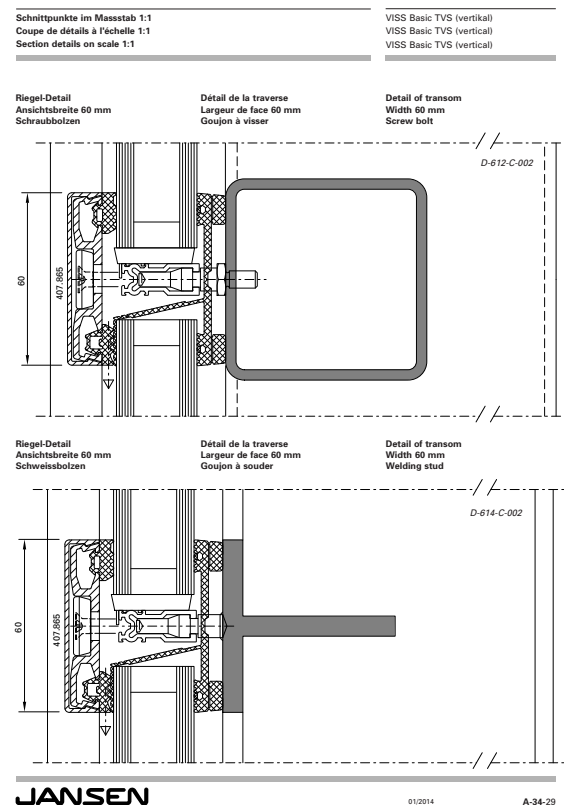 Schnittpunkte im Massstab 1:1
Coupe de détails à l'échelle 1:1
Section details on scale 1:1
VISS Basic TVS (vertikal)
VISS Basic TVS (vertical)
VISS Basic TVS (vertical)
Riegel-Detail
Ansichtsbreite 60 mm
Schraubbolzen
Détail de la traverse
Largeur de face 60 mm
Goujon à visser
Detail of transom
Width 60 mm
Screw bolt
D-612-C-002
60
407.865
Riegel-Detail
Ansichtsbreite 60 mm
Schweissbolzen
Détail de la traverse
Largeur de face 60 mm
Goujon à souder
Detail of transom
Width 60 mm
Welding stud
D-614-C-002
60
407.865
JANSEN
01/2014
A-34-29